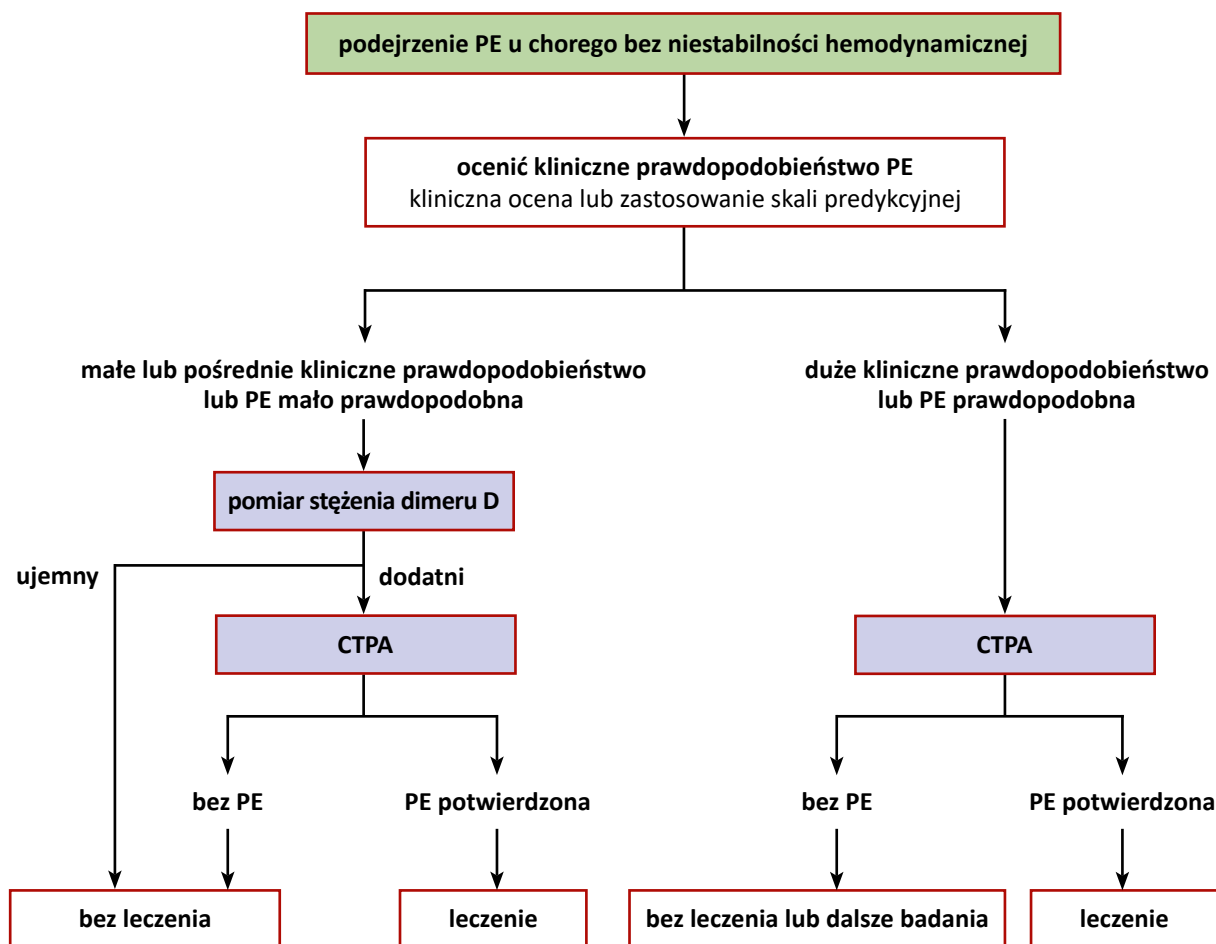 podejrzenie PE u chorego bez niestabilności hemodynamicznej
ocenić kliniczne prawdopodobieństwo PE
kliniczna ocena lub zastosowanie skali predykcyjnej
małe lub pośrednie kliniczne prawdopodobieństwo
lub PE mało prawdopodobna
duże kliniczne prawdopodobieństwo
lub PE prawdopodobna
pomiar stężenia dimeru D
ujemny
dodatni
CTPA
CTPA
bez PE
PE potwierdzona
bez PE
PE potwierdzona
bez leczenia
leczenie
bez leczenia lub dalsze badania
leczenie